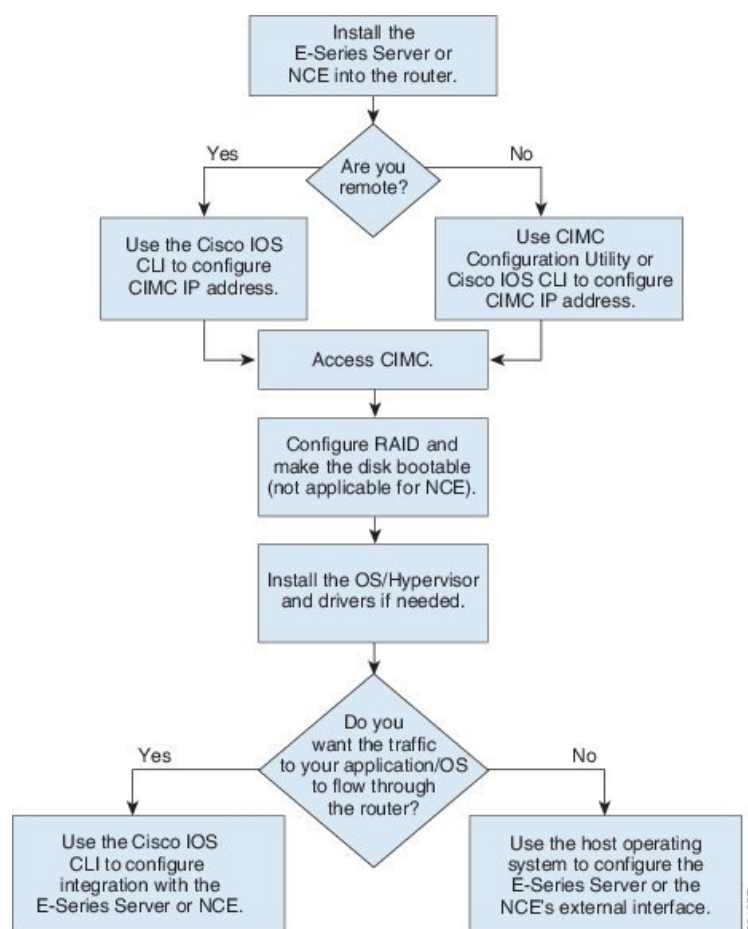 Install the
E-Series Server or
NCE into the router.
Yes
No
Are you
remote?
Use the Cisco IOS
CLI to configure
CIMC IP address.
Use CIMC
Configuration Utility or
Cisco IOS CLI to configure
CIMC IP address.
Access CIMC.
Configure RAID and
make the disk bootable
(not applicable for NCE).
Install the OS/Hypervisor
and drivers if needed.
Do you
want the traffic
to your application/OS
to flow through
the router?
Yes
No
Use the Cisco IOS
CLI to configure
integration with the
E-Series Server or NCE.
Use the host operating
system to configure the
E-Series Server or the
NCE's external interface.